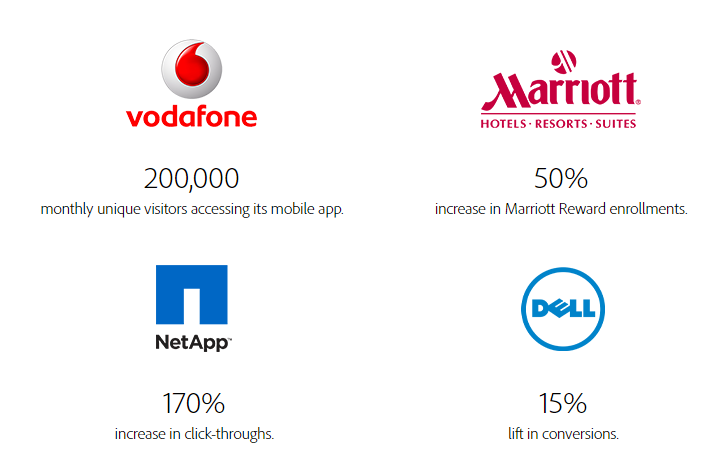 vodafone
Marriott®
HOTELS · RESORTS · SUITES
200,000
monthly unique visitors accessing its mobile app.
50%
increase in Marriott Reward enrollments.
NetApp™
DELL
170%
increase in click-throughs.
15%
lift in conversions.